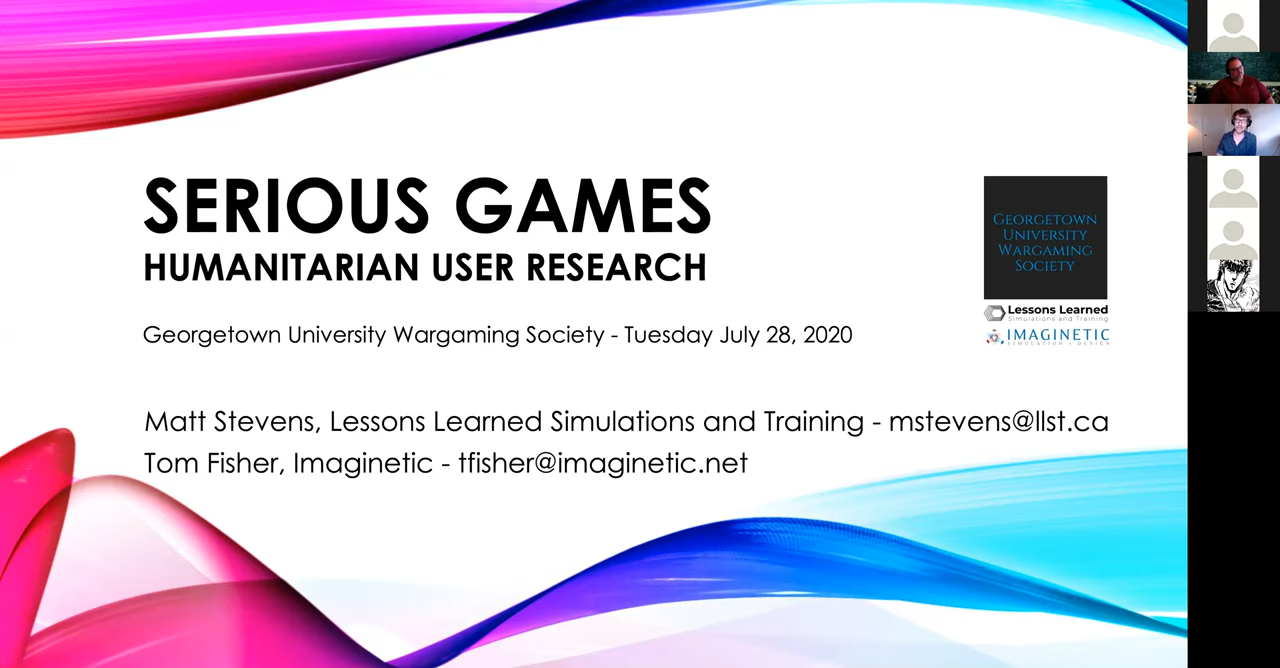 SERIOUS GAMES
HUMANITARIAN USER RESEARCH
Georgetown University Wargaming Society - Tuesday July 28, 2020
Matt Stevens, Lessons Learned Simulations and Training - mstevens@llst.ca
Tom Fisher, Imaginetic - tfisher@imaginetic.net
GEORGETOWN
UNIVERSITY
WARGAMING
SOCIETY
Lessons Learned
Simulations and Training
IMAGINETIC
SIMULATION + DESIGN